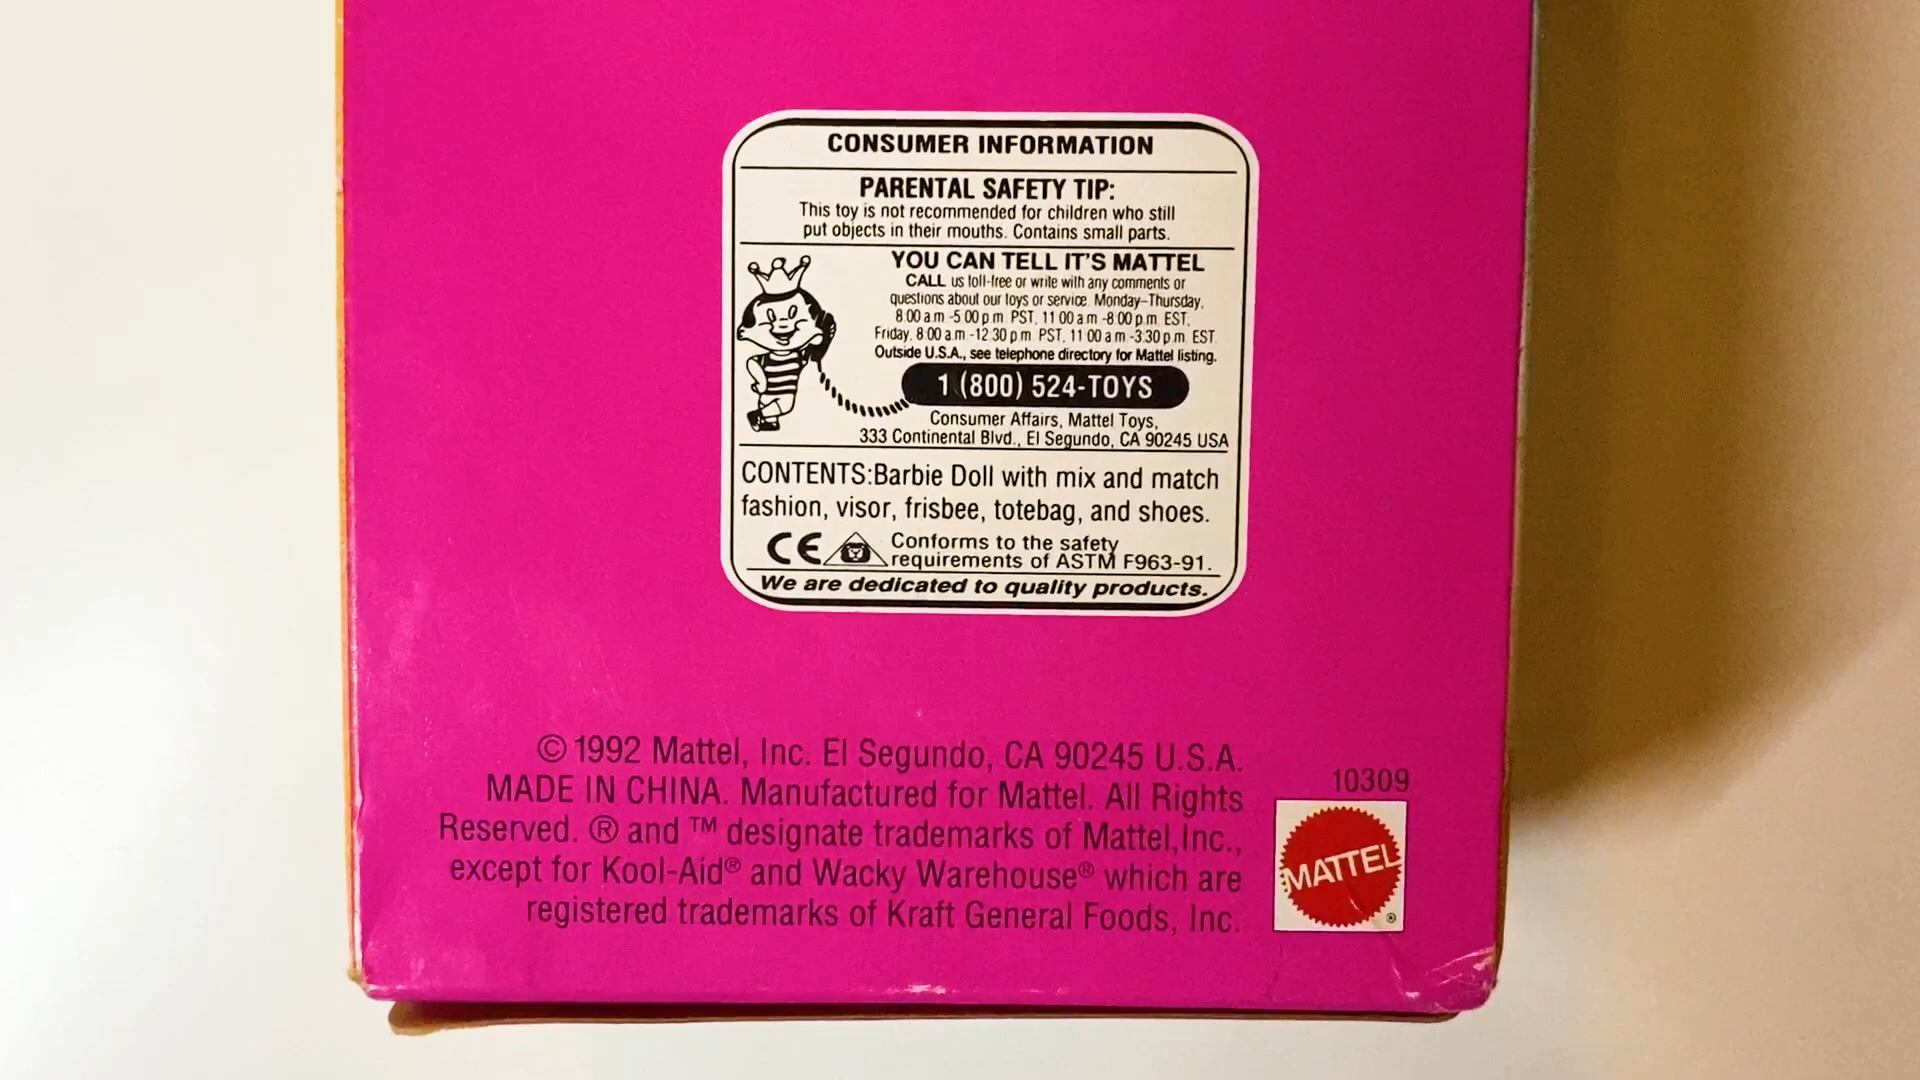 CONSUMER INFORMATION
PARENTAL SAFETY TIP:
This toy is not recommended for children who still
put objects in their mouths. Contains small parts.
YOU CAN TELL IT'S MATTEL
CALL us toll-free or write with any comments or
questions about our toys or service. Monday–Thursday,
8:00 a.m.-5:00 p.m. PST, 11:00 a.m.-8:00 p.m. EST;
Friday, 8:00 a.m.-12:30 p.m. PST, 11:00 a.m.-3:30 p.m. EST.
Outside U.S.A., see telephone directory for Mattel listing.
1 (800) 524-TOYS
Consumer Affairs, Mattel Toys,
333 Continental Blvd., El Segundo, CA 90245 USA
CONTENTS:Barbie Doll with mix and match
fashion, visor, frisbee, totebag, and shoes.
CE
Conforms to the safety
requirements of ASTM F963-91.
We are dedicated to quality products.
© 1992 Mattel, Inc. El Segundo, CA 90245 U.S.A.
MADE IN CHINA. Manufactured for Mattel. All Rights
Reserved. ® and ™ designate trademarks of Mattel,Inc.,
except for Kool-Aid® and Wacky Warehouse® which are
registered trademarks of Kraft General Foods, Inc.
10309
MATTEL
®